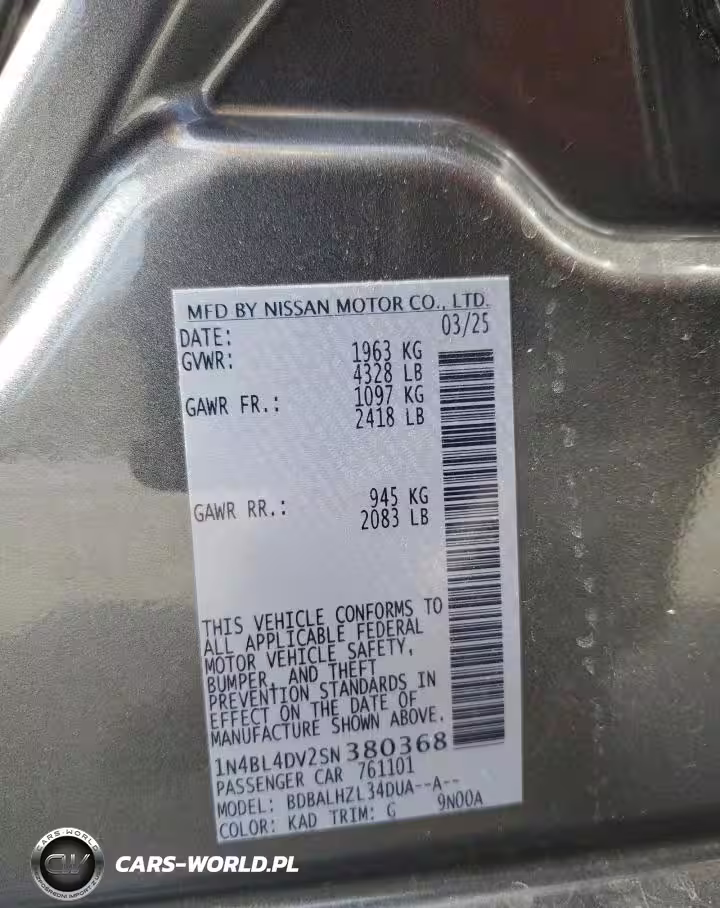 MFD BY NISSAN MOTOR CO., LTD.
DATE: 03/25
GVWR: 1963 KG
4328 LB
GAWR FR.: 1097 KG
2418 LB
GAWR RR.: 945 KG
2083 LB
THIS VEHICLE CONFORMS TO
ALL APPLICABLE FEDERAL
MOTOR VEHICLE SAFETY,
BUMPER, AND THEFT
PREVENTION STANDARDS IN
EFFECT ON THE DATE OF
MANUFACTURE SHOWN ABOVE.
1N4BL4DV2SN380368
PASSENGER CAR 761101
MODEL: BDBALHZL34DUA--A--
COLOR: KAD TRIM: G 9N00A
CARS-WORLD
CARS-WORLD.PL